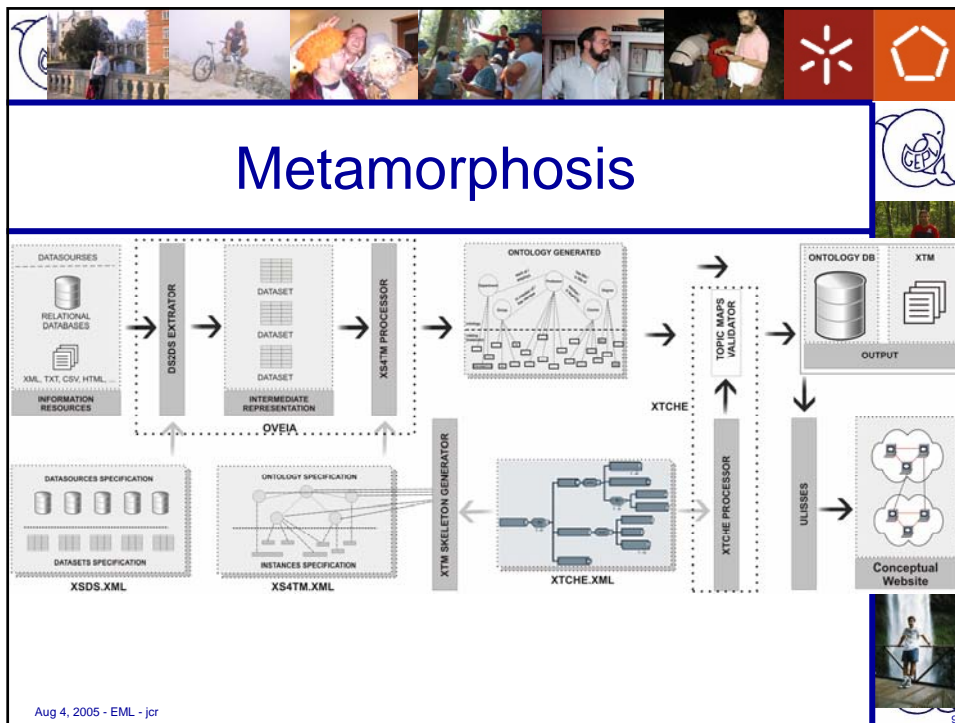 GEPL
Metamorphosis
DATASOURSES
RELATIONAL
DATABASES
XML, TXT, CSV, HTML, ...
INFORMATION
RESOURCES
DS2DS EXTRATOR
DATASET
DATASET
DATASET
INTERMEDIATE
REPRESENTATION
XS4TM PROCESSOR
OVEIA
ONTOLOGY GENERATED
TOPIC MAPS
VALIDATOR
XTCHE
ONTOLOGY DB
XTM
OUTPUT
DATASOURCES SPECIFICATION
DATASETS SPECIFICATION
XSDS.XML
ONTOLOGY SPECIFICATION
INSTANCES SPECIFICATION
XS4TM.XML
XTM SKELETON GENERATOR
XTCHE.XML
XTCHE PROCESSOR
ULISSES
Conceptual
Website
Aug 4, 2005 - EML - jcr
9